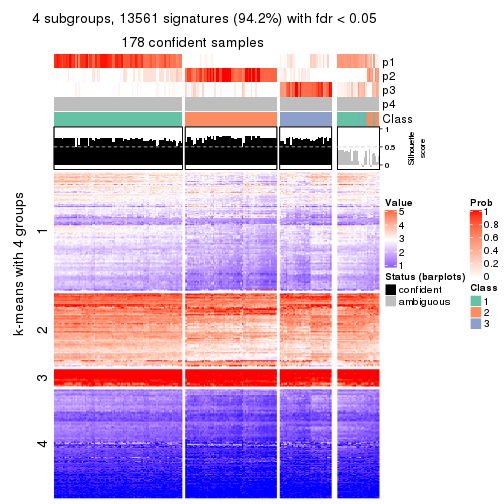 4 subgroups, 13561 signatures (94.2%) with fdr < 0.05
178 confident samples
p1
p2
p3
p4
Class
1
0.5
0
Silhouette
score
k-means with 4 groups
1
2
3
4
Value
5
4
3
2
1
Status (barplots)
confident
ambiguous
Prob
1
0.8
0.6
0.4
0.2
0
Class
1
2
3